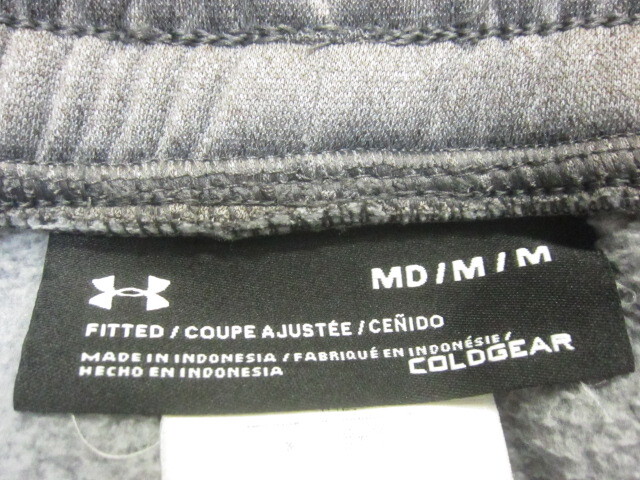 MD / M / M
FITTED / COUPE AJUSTÉE / CEÑIDO
MADE IN INDONESIA / FABRIQUÉ EN INDONÉSIE /
HECHO EN INDONESIA
COLDGEAR